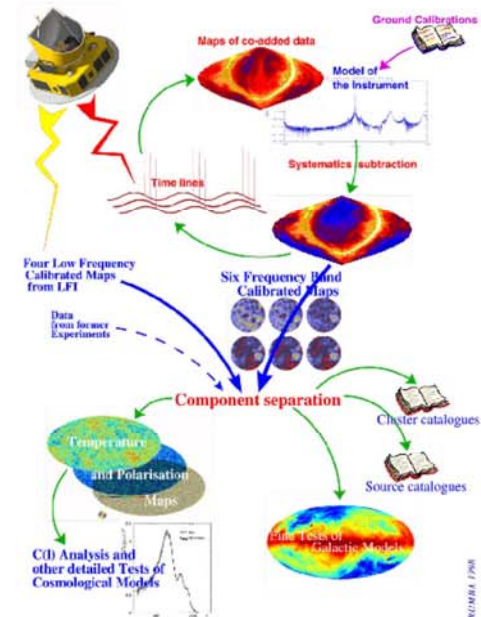 Ground Calibrations
Maps of co-added data
Model of
the Instrument
Systematics subtraction
Time lines
Four Low Frequency
Calibrated Maps
from LFI
Six Frequency Band
Calibrated Maps
Data
from former
Experiments
Component separation
Cluster catalogues
Source catalogues
Temperature
and Polarisation
Maps
Fine Tests of
Galactic Models
C(l) Analysis and
other detailed Tests of
Cosmological Models
1998